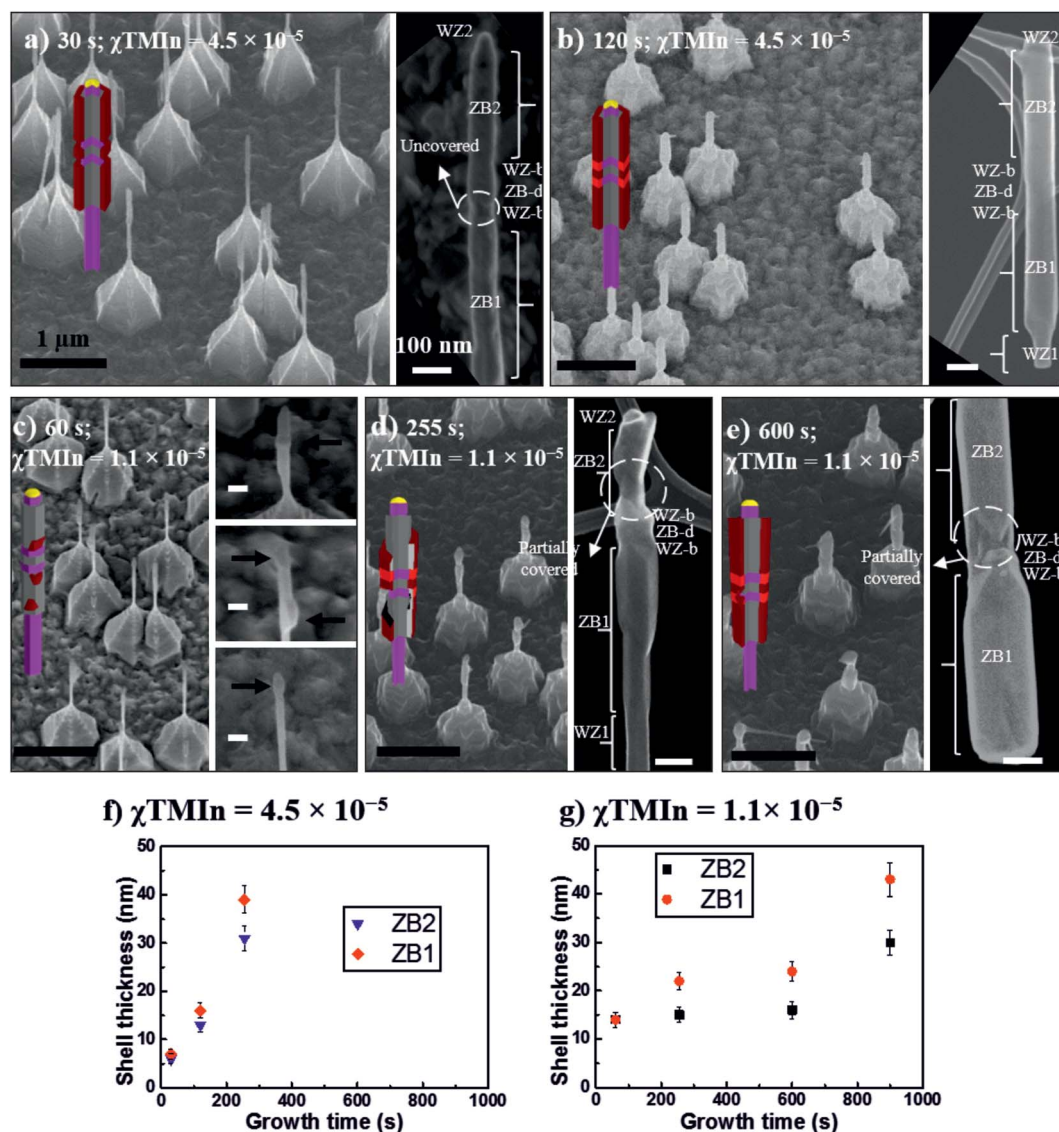 a) 30 s; χTMIn = 4.5 × 10⁻⁵
WZ2
ZB2
Uncovered
WZ-b
ZB-d
WZ-b
ZB1
1 μm
100 nm
b) 120 s; χTMIn = 4.5 × 10⁻⁵
WZ2
ZB2
WZ-b
ZB-d
WZ-b
ZB1
WZ1
c) 60 s;
χTMIn = 1.1 × 10⁻⁵
d) 255 s;
χTMIn = 1.1 × 10⁻⁵
WZ2
ZB2
WZ-b
ZB-d
WZ-b
Partially
covered
ZB1
WZ1
e) 600 s;
χTMIn = 1.1 × 10⁻⁵
ZB2
WZ-b
ZB-d
WZ-b
Partially
covered
ZB1
f) χTMIn = 4.5 × 10⁻⁵
50
40
30
20
10
0
Shell thickness (nm)
ZB2
ZB1
0 200 400 600 800 1000
Growth time (s)
g) χTMIn = 1.1× 10⁻⁵
50
40
30
20
10
0
Shell thickness (nm)
ZB2
ZB1
0 200 400 600 800 1000
Growth time (s)